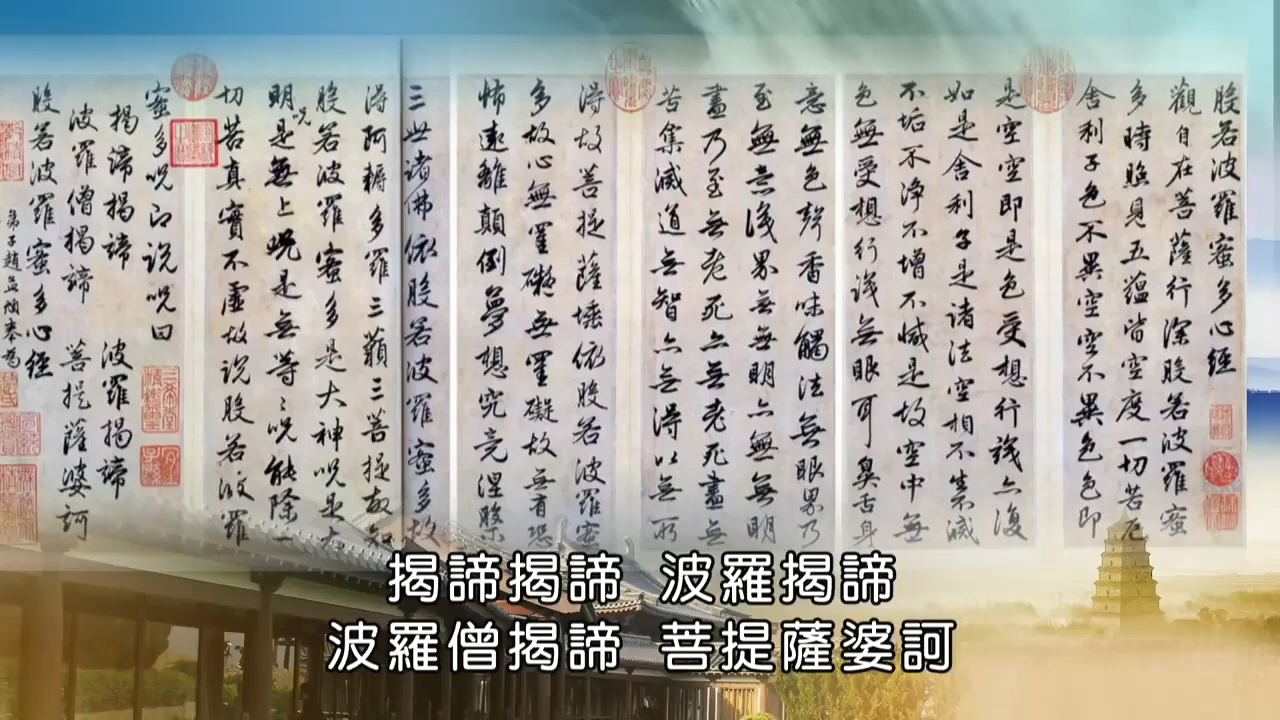 般若波羅蜜多心經
觀自在菩薩行深般若波羅蜜
多時照見五蘊皆空度一切苦厄
舍利子色不異空空不異色色即
是空空即是色受想行識亦復
如是舍利子是諸法空相不生滅
不垢不淨不增不減是故空中無
色無受想行識無眼耳鼻舌身
意無色聲香味觸法無眼界乃
至無意識界無無明亦無無明
盡乃至無老死亦無老死盡無
苦集滅道無智亦無得以無所
得故菩提薩埵依般若波羅蜜
多故心無罣礙無罣礙故無有恐
怖遠離顛倒夢想究竟涅槃
三世諸佛依般若波羅蜜多故
得阿耨多羅三藐三菩提故知
般若波羅蜜多是大神呪是大
明呪是無上呪是無等〻呪能除一
切苦真實不虛故說般若波羅
蜜多呪即說呪曰
揭諦揭諦 波羅揭諦
波羅僧揭諦 菩提薩婆訶
般若波羅蜜多心經
弟子趙孟頫奉為
揭諦揭諦 波羅揭諦
波羅僧揭諦 菩提薩婆訶